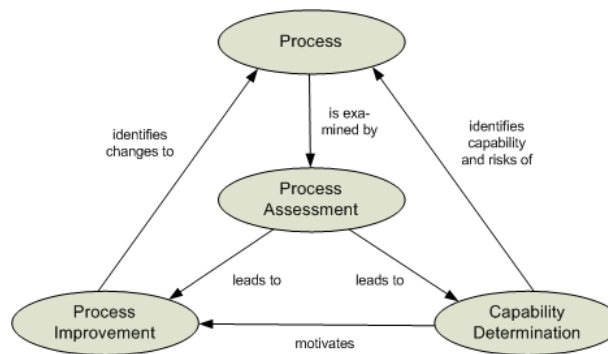 Process
is exa-
mined by
identifies
changes to
identifies
capability
and risks of
Process
Assessment
leads to
leads to
Process
Improvement
Capability
Determination
motivates